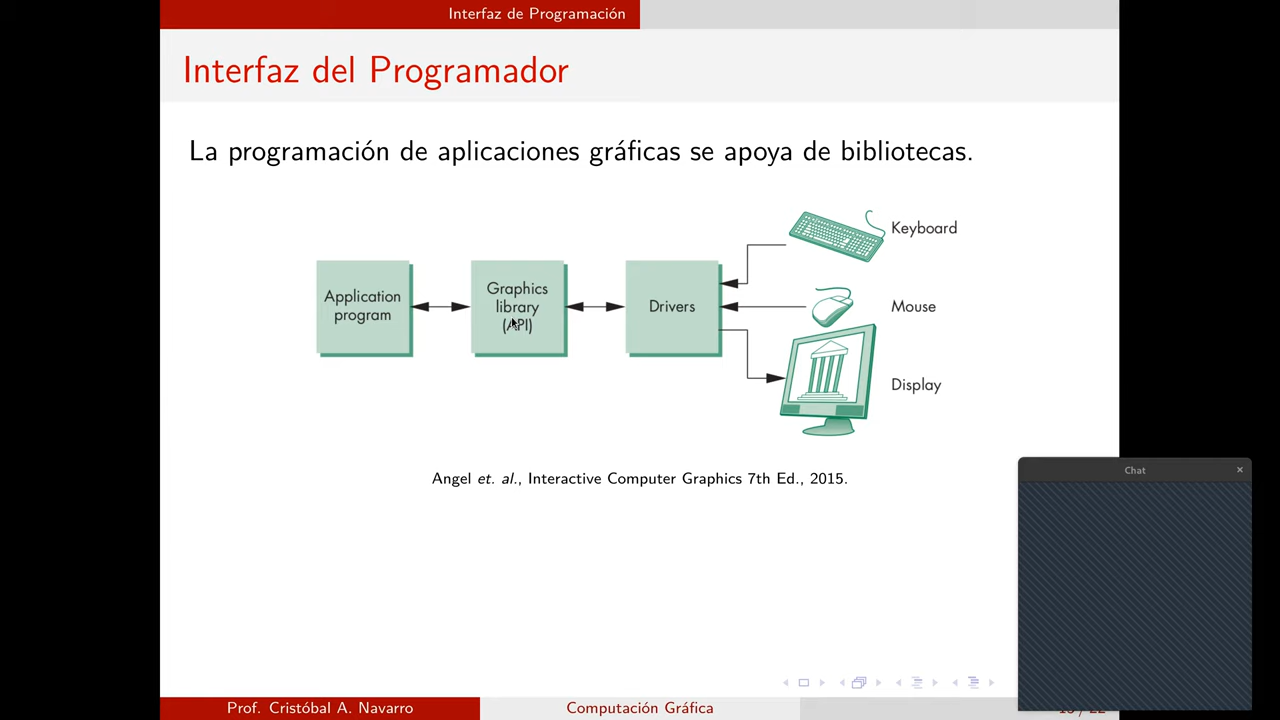 Interfaz de Programación
Interfaz del Programador
La programación de aplicaciones gráficas se apoya de bibliotecas.
Application
program
Graphics
library
(API)
Drivers
Keyboard
Mouse
Display
Angel et. al., Interactive Computer Graphics 7th Ed., 2015.
Chat
Prof. Cristóbal A. Navarro
Computación Gráfica